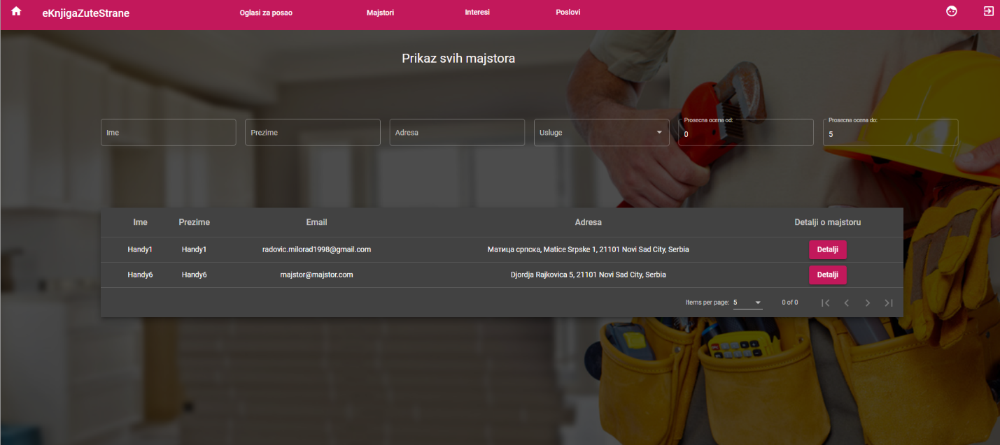 eKnjigaZuteStrane Oglasi za posao Majstori Interesi Poslovi
Prikaz svih majstora
Ime Prezime Adresa Usluge Prosecna ocena od: 0 Prosecna ocena do: 5
Ime Prezime Email Adresa Detalji o majstoru
Handy1 Handy1 radovic.milorad1998@gmail.com Матица српска, Matice Srpske 1, 21101 Novi Sad City, Serbia Detalji
Handy6 Handy6 majstor@majstor.com Djordja Rajkovica 5, 21101 Novi Sad City, Serbia Detalji
Items per page: 5 0 of 0